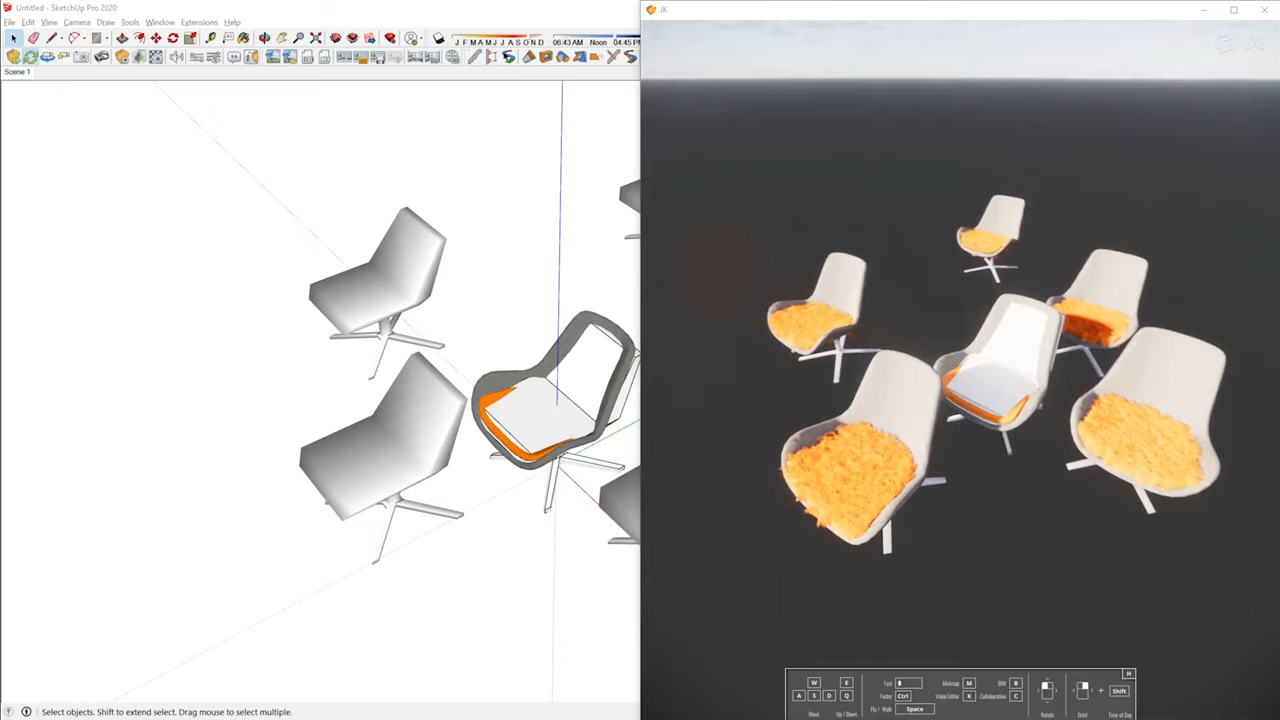 Untitled - SketchUp Pro 2020
File Edit View Camera Draw Tools Window Extensions Help
J F M A M J J A S O N D 06:43 AM Noon 04:45 PM
Scene 1
Select objects. Shift to extend select. Drag mouse to select multiple.
JK
H
W E
A S D Q
Move Up / Down
Fast
Faster Ctrl
Fly / Walk Space
Minimap M
Video Editor K
BIM B
Collaboration C
Rotate
Orbit
+ Shift
Time of Day